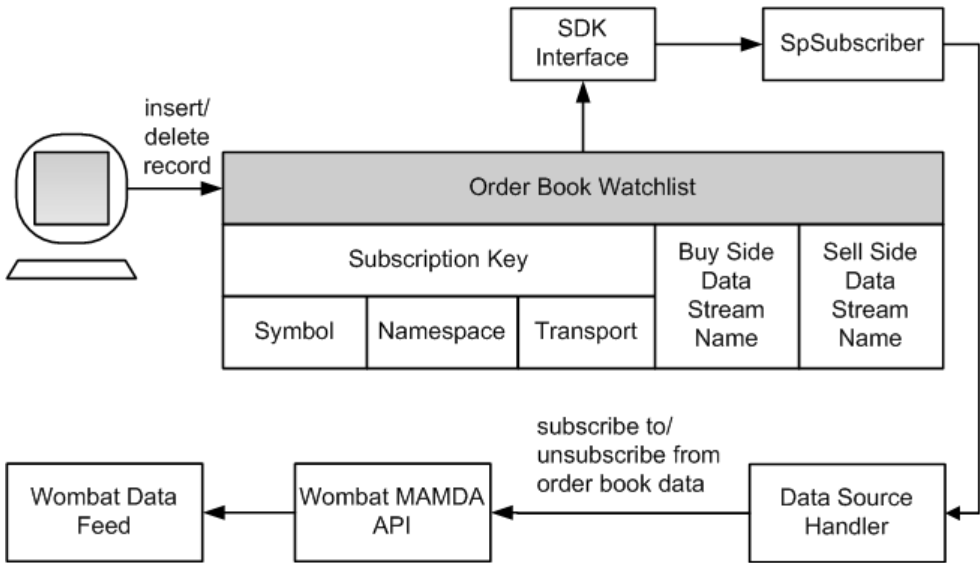 SDK
Interface
SpSubscriber
insert/
delete
record
Order Book Watchlist
Subscription Key
Buy Side
Data
Stream
Name
Sell Side
Data
Stream
Name
Symbol
Namespace
Transport
subscribe to/
unsubscribe from
order book data
Wombat Data
Feed
Wombat MAMDA
API
Data Source
Handler